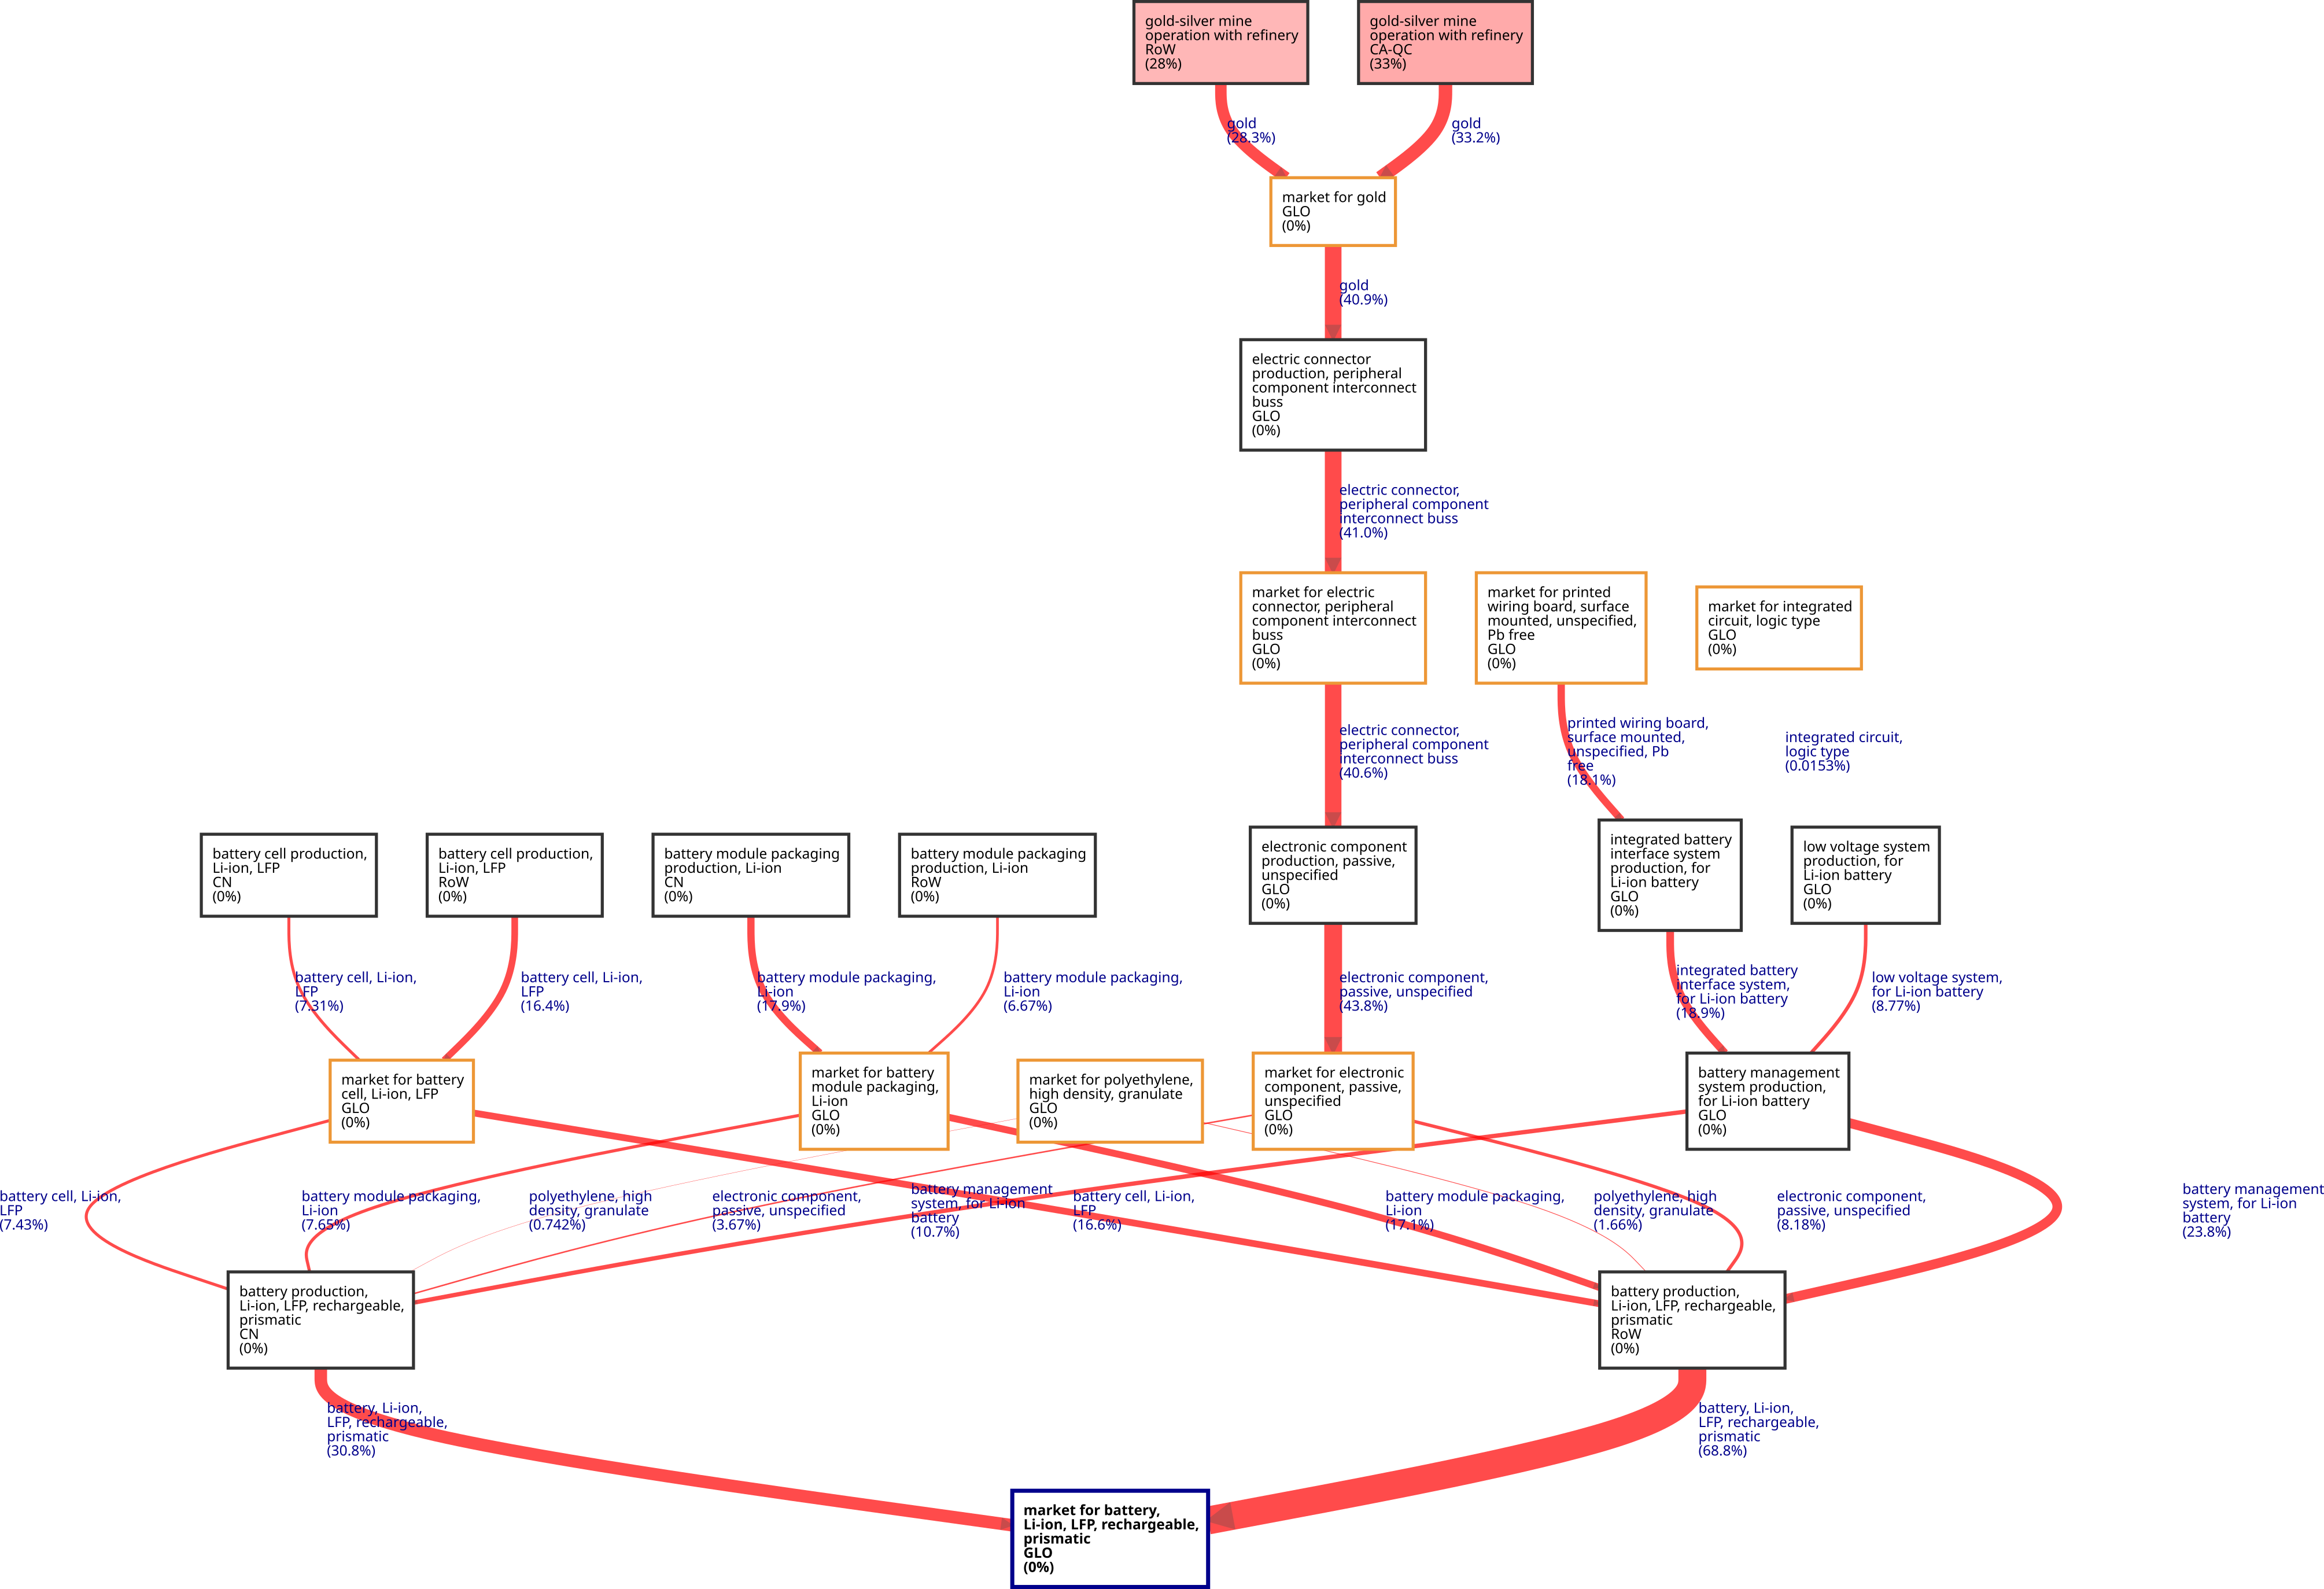 gold-silver mine
operation with refinery
RoW
(28%)
gold-silver mine
operation with refinery
CA-QC
(33%)
gold
(28.3%)
gold
(33.2%)
market for gold
GLO
(0%)
gold
(40.9%)
electric connector
production, peripheral
component interconnect
buss
GLO
(0%)
electric connector,
peripheral component
interconnect buss
(41.0%)
market for electric
connector, peripheral
component interconnect
buss
GLO
(0%)
market for printed
wiring board, surface
mounted, unspecified,
Pb free
GLO
(0%)
market for integrated
circuit, logic type
GLO
(0%)
electric connector,
peripheral component
interconnect buss
(40.6%)
printed wiring board,
surface mounted,
unspecified, Pb
free
(18.1%)
integrated circuit,
logic type
(0.0153%)
battery cell production,
Li-ion, LFP
CN
(0%)
battery cell production,
Li-ion, LFP
RoW
(0%)
battery module packaging
production, Li-ion
CN
(0%)
battery module packaging
production, Li-ion
RoW
(0%)
electronic component
production, passive,
unspecified
GLO
(0%)
integrated battery
interface system
production, for
Li-ion battery
GLO
(0%)
low voltage system
production, for
Li-ion battery
GLO
(0%)
battery cell, Li-ion,
LFP
(7.31%)
battery cell, Li-ion,
LFP
(16.4%)
battery module packaging,
Li-ion
(17.9%)
battery module packaging,
Li-ion
(6.67%)
electronic component,
passive, unspecified
(43.8%)
integrated battery
interface system,
for Li-ion battery
(18.9%)
low voltage system,
for Li-ion battery
(8.77%)
market for battery
cell, Li-ion, LFP
GLO
(0%)
market for battery
module packaging,
Li-ion
GLO
(0%)
market for polyethylene,
high density, granulate
GLO
(0%)
market for electronic
component, passive,
unspecified
GLO
(0%)
battery management
system production,
for Li-ion battery
GLO
(0%)
battery cell, Li-ion,
LFP
(7.43%)
battery module packaging,
Li-ion
(7.65%)
polyethylene, high
density, granulate
(0.742%)
electronic component,
passive, unspecified
(3.67%)
battery management
system, for Li-ion
battery
(10.7%)
battery cell, Li-ion,
LFP
(16.6%)
battery module packaging,
Li-ion
(17.1%)
polyethylene, high
density, granulate
(1.66%)
electronic component,
passive, unspecified
(8.18%)
battery management
system, for Li-ion
battery
(23.8%)
battery production,
Li-ion, LFP, rechargeable,
prismatic
CN
(0%)
battery production,
Li-ion, LFP, rechargeable,
prismatic
RoW
(0%)
battery, Li-ion,
LFP, rechargeable,
prismatic
(30.8%)
battery, Li-ion,
LFP, rechargeable,
prismatic
(68.8%)
market for battery,
Li-ion, LFP, rechargeable,
prismatic
GLO
(0%)